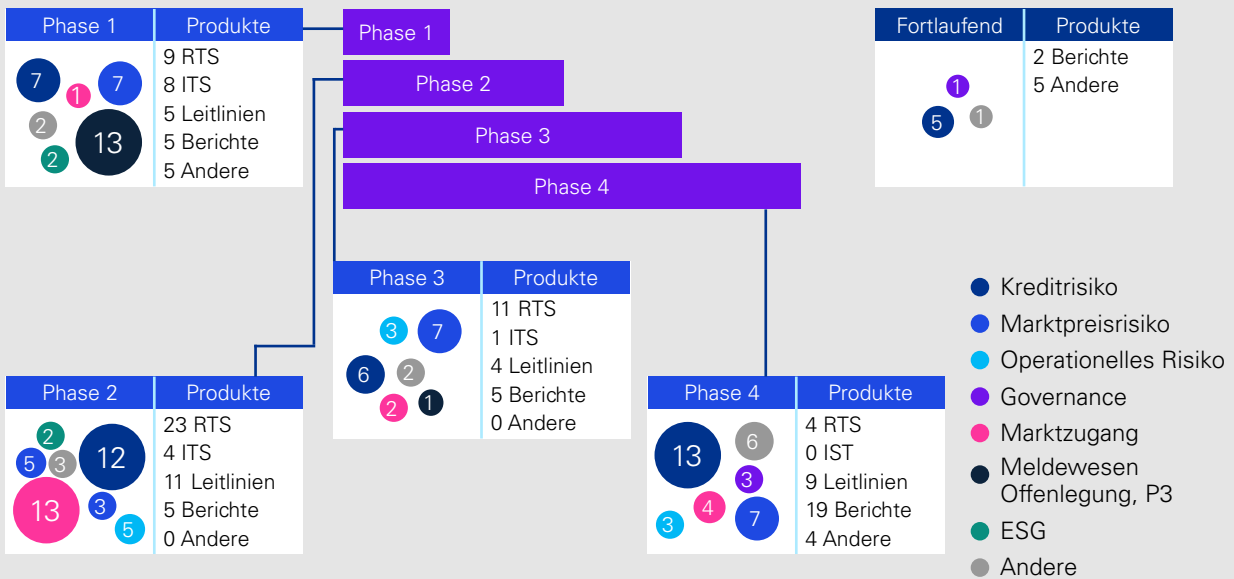 Phase 1 Produkte
7
1
7
2
13
2
9 RTS
8 ITS
5 Leitlinien
5 Berichte
5 Andere
Phase 1
Phase 2
Phase 3
Phase 4
Fortlaufend Produkte
1
5
1
2 Berichte
5 Andere
Phase 3 Produkte
3
7
6
2
2
1
11 RTS
1 ITS
4 Leitlinien
5 Berichte
0 Andere
Phase 2 Produkte
2
12
5
3
13
3
5
23 RTS
4 ITS
11 Leitlinien
5 Berichte
0 Andere
Phase 4 Produkte
13
6
3
4
3
7
4 RTS
0 IST
9 Leitlinien
19 Berichte
4 Andere
Kreditrisiko
Marktpreisrisiko
Operationelles Risiko
Governance
Marktzugang
Meldewesen
Offenlegung, P3
ESG
Andere